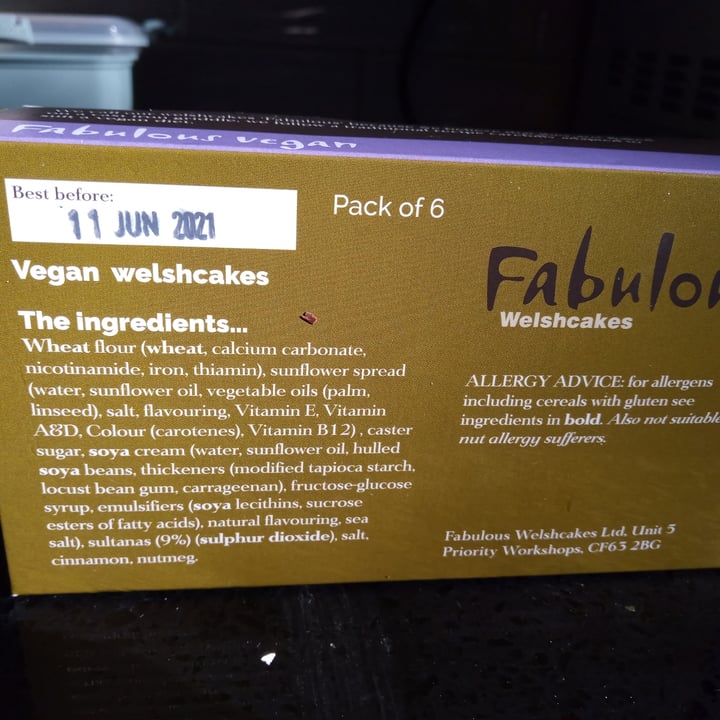 Fabulous vegan
Best before:
11 JUN 2021
Pack of 6
Vegan welshcakes
The ingredients...
Wheat flour (wheat, calcium carbonate,
nicotinamide, iron, thiamin), sunflower spread
(water, sunflower oil, vegetable oils (palm,
linseed), salt, flavouring, Vitamin E, Vitamin
A&D, Colour (carotenes), Vitamin B12) , caster
sugar, soya cream (water, sunflower oil, hulled
soya beans, thickeners (modified tapioca starch,
locust bean gum, carrageenan), fructose-glucose
syrup, emulsifiers (soya lecithins, sucrose
esters of fatty acids), natural flavouring, sea
salt), sultanas (9%) (sulphur dioxide), salt,
cinnamon, nutmeg.
Fabulou
Welshcakes
ALLERGY ADVICE: for allergens
including cereals with gluten see
ingredients in bold. Also not suitable
nut allergy sufferers.
Fabulous Welshcakes Ltd, Unit 5
Priority Workshops, CF63 2BG